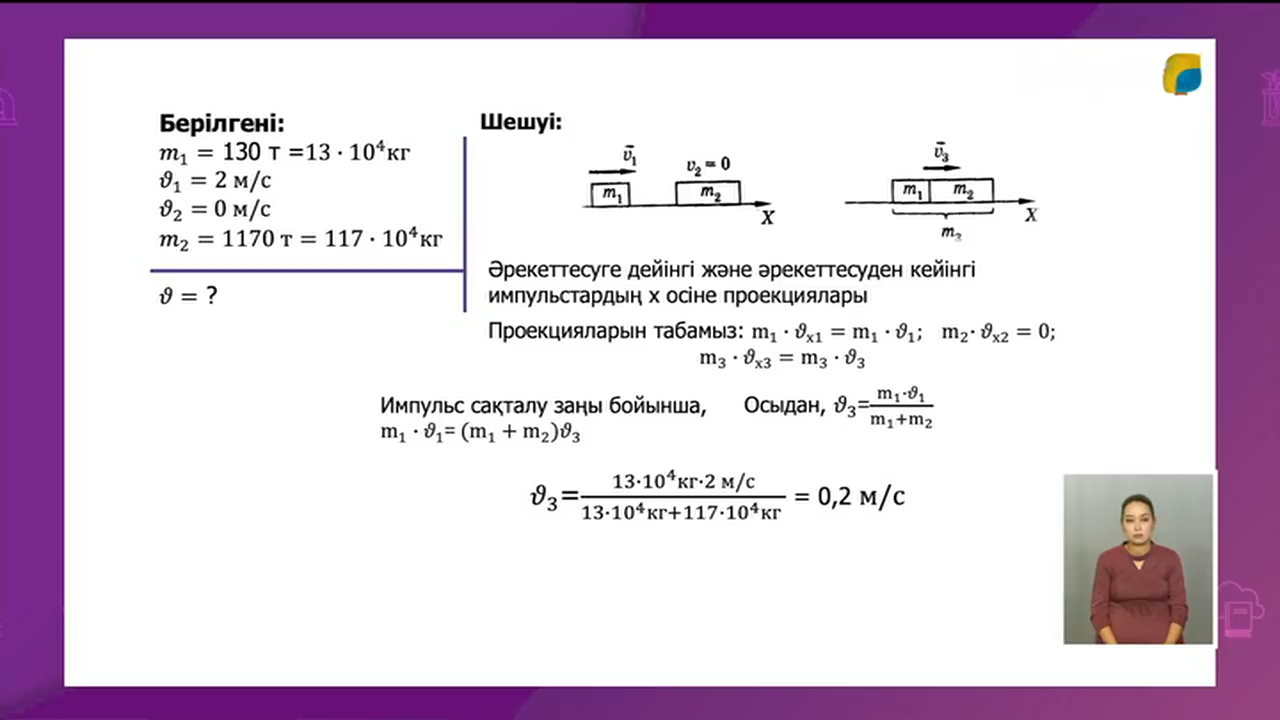 Берілгені:
m₁ = 130 т =13 · 10⁴кг
ϑ₁ = 2 м/с
ϑ₂ = 0 м/с
m₂ = 1170 т = 117 · 10⁴кг
ϑ = ?
Шешуі:
v̄₁
v₂ = 0
m₁
m₂
X
v̄₃
m₁
m₂
X
m₃
Әрекеттесуге дейінгі және әрекеттесуден кейінгі
импульстардың х осіне проекциялары
Проекцияларын табамыз: m₁ · ϑₓ₁ = m₁ · ϑ₁; m₂· ϑₓ₂ = 0;
m₃ · ϑₓ₃ = m₃ · ϑ₃
Импульс сақталу заңы бойынша,
m₁ · ϑ₁= (m₁ + m₂)ϑ₃
Осыдан, ϑ₃=m₁·ϑ₁/m₁+m₂
ϑ₃=13·10⁴кг·2 м/с/13·10⁴кг+117·10⁴кг = 0,2 м/с